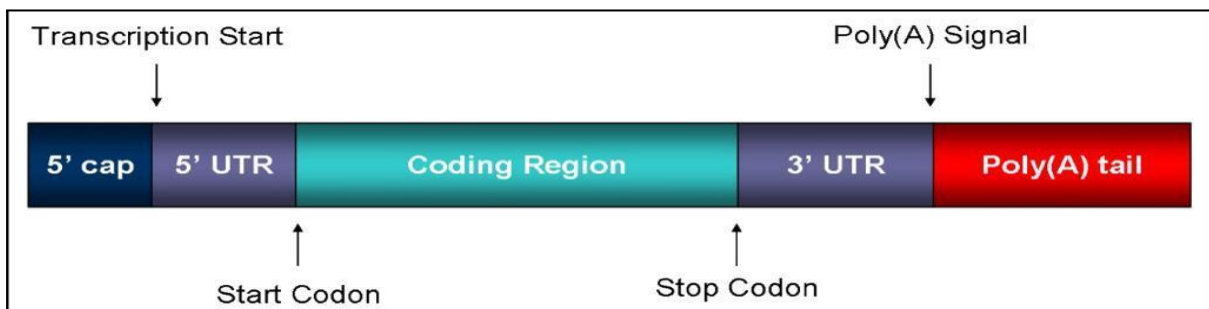 Transcription Start
Poly(A) Signal
5’ cap
5’ UTR
Coding Region
3’ UTR
Poly(A) tail
Start Codon
Stop Codon